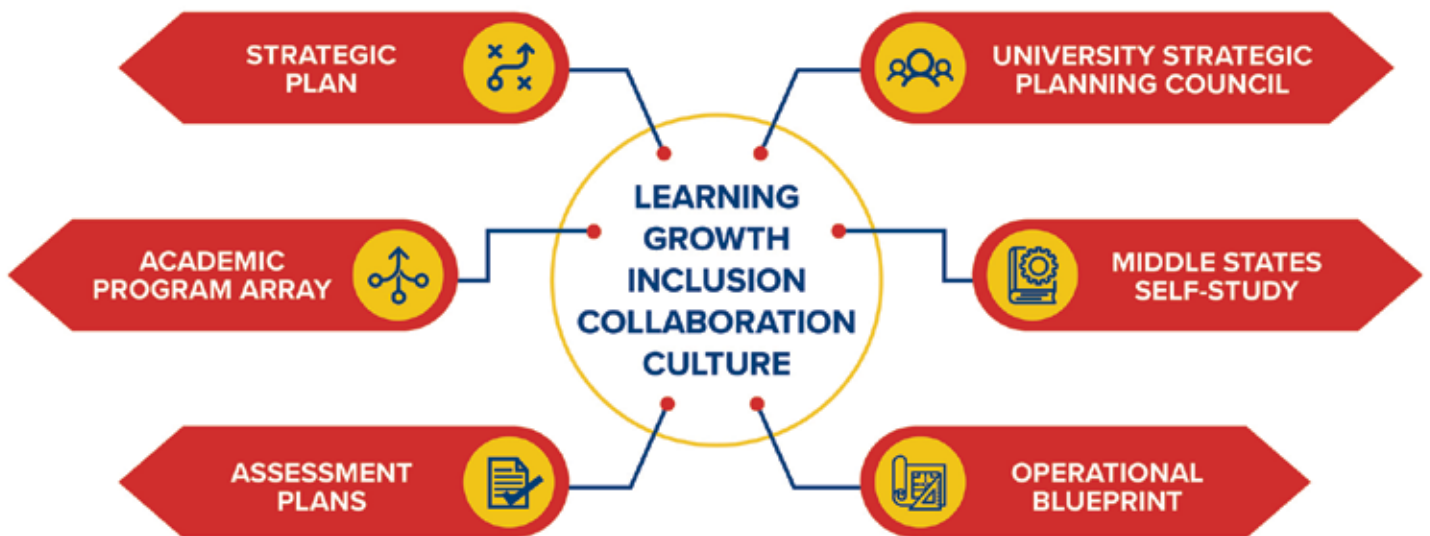 STRATEGIC
PLAN
UNIVERSITY STRATEGIC
PLANNING COUNCIL
LEARNING
GROWTH
INCLUSION
COLLABORATION
CULTURE
ACADEMIC
PROGRAM ARRAY
MIDDLE STATES
SELF-STUDY
ASSESSMENT
PLANS
OPERATIONAL
BLUEPRINT